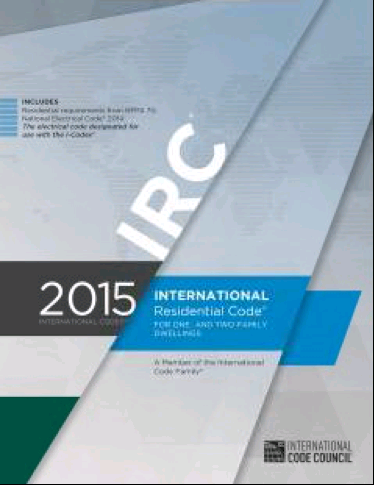 INCLUDES
Residential requirements from NFPA 70,
National Electrical Code® 2014
The electrical code designated for
use with the I-Codes®
IRC®
2015
INTERNATIONAL CODES®
INTERNATIONAL
Residential Code®
FOR ONE- AND TWO-FAMILY
DWELLINGS
A Member of the International
Code Family®
INTERNATIONAL
CODE COUNCIL